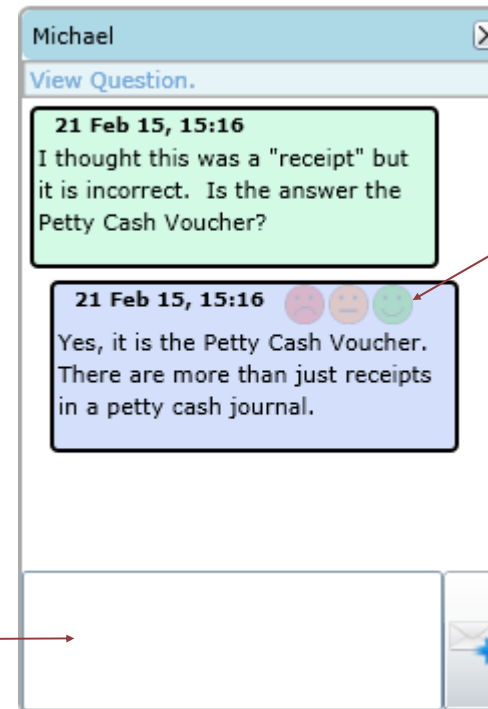 Michael
View Question.
21 Feb 15, 15:16
I thought this was a "receipt" but
it is incorrect. Is the answer the
Petty Cash Voucher?
21 Feb 15, 15:16
Yes, it is the Petty Cash Voucher.
There are more than just receipts
in a petty cash journal.